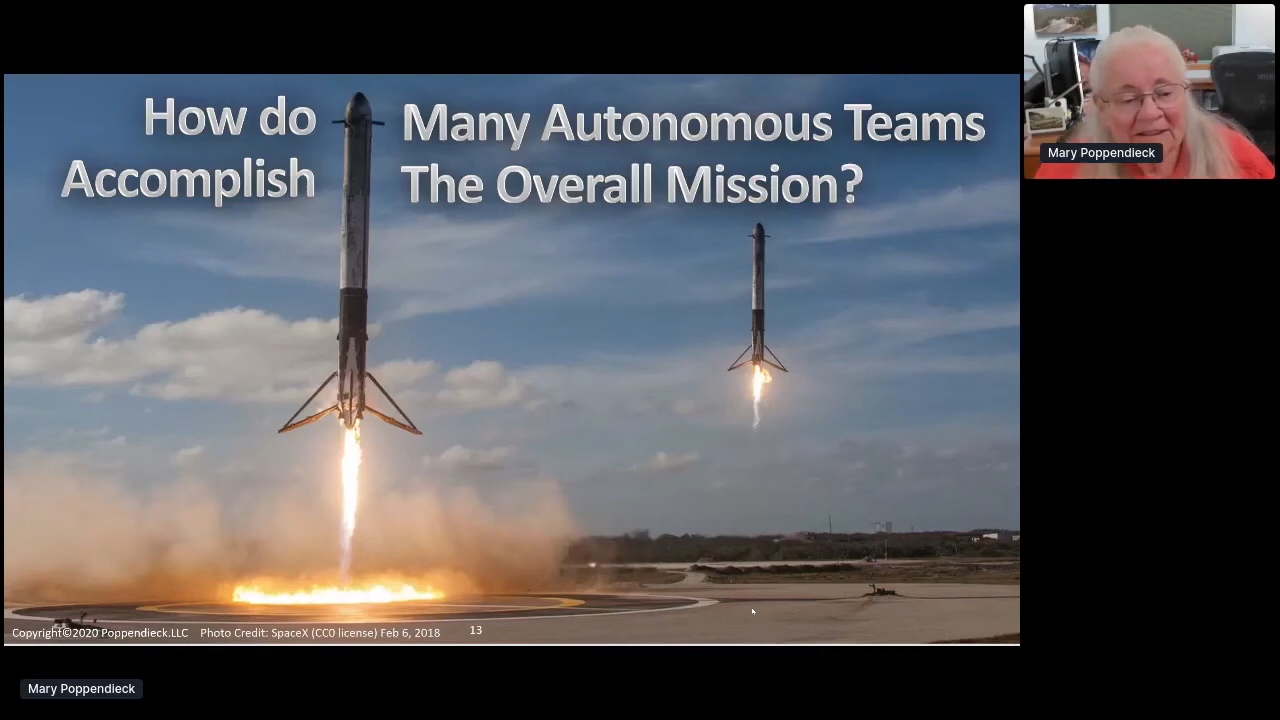 How do Many Autonomous Teams
Accomplish The Overall Mission?
Mary Poppendieck
Copyright©2020 Poppendieck.LLC Photo Credit: SpaceX (CC0 license) Feb 6, 2018 13
Mary Poppendieck